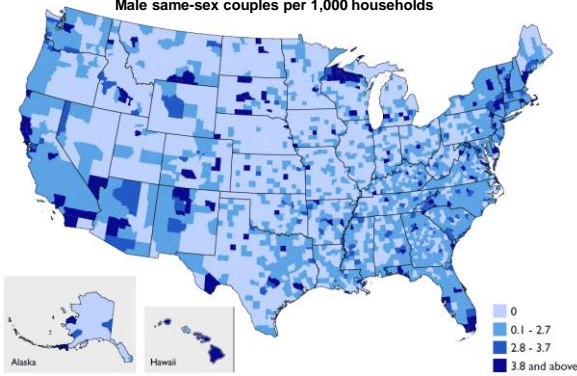 Male same-sex couples per 1,000 households
Alaska
Hawaii
0
0.1 - 2.7
2.8 - 3.7
3.8 and above